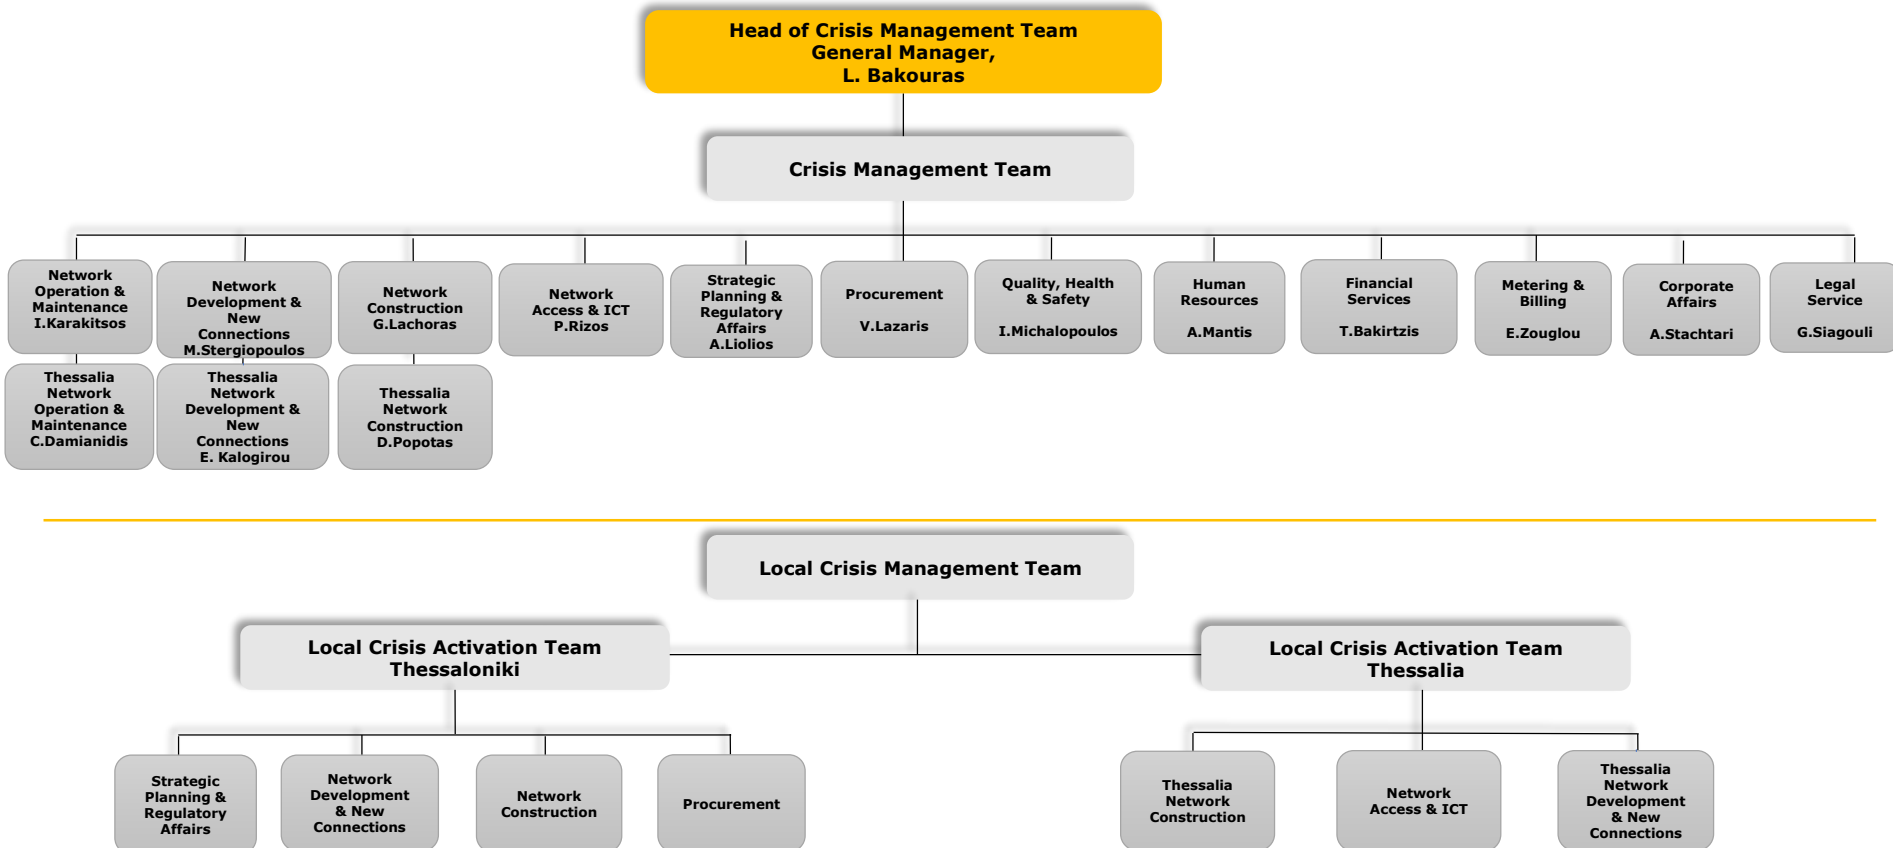 Head of Crisis Management Team
General Manager,
L. Bakouras
Crisis Management Team
Network
Operation &
Maintenance
I.Karakitsos
Network
Development &
New
Connections
M.Stergiopoulos
Network
Construction
G.Lachoras
Network
Access & ICT
P.Rizos
Strategic
Planning &
Regulatory
Affairs
A.Liolios
Procurement
V.Lazaris
Quality, Health
& Safety
I.Michalopoulos
Human
Resources
A.Mantis
Financial
Services
T.Bakirtzis
Metering &
Billing
E.Zouglou
Corporate
Affairs
A.Stachtari
Legal
Service
G.Siagouli
Thessalia
Network
Operation &
Maintenance
C.Damianidis
Thessalia
Network
Development &
New
Connections
E. Kalogirou
Thessalia
Network
Construction
D.Popotas
Local Crisis Management Team
Local Crisis Activation Team
Thessaloniki
Local Crisis Activation Team
Thessalia
Strategic
Planning &
Regulatory
Affairs
Network
Development
& New
Connections
Network
Construction
Procurement
Thessalia
Network
Construction
Network
Access & ICT
Thessalia
Network
Development
& New
Connections